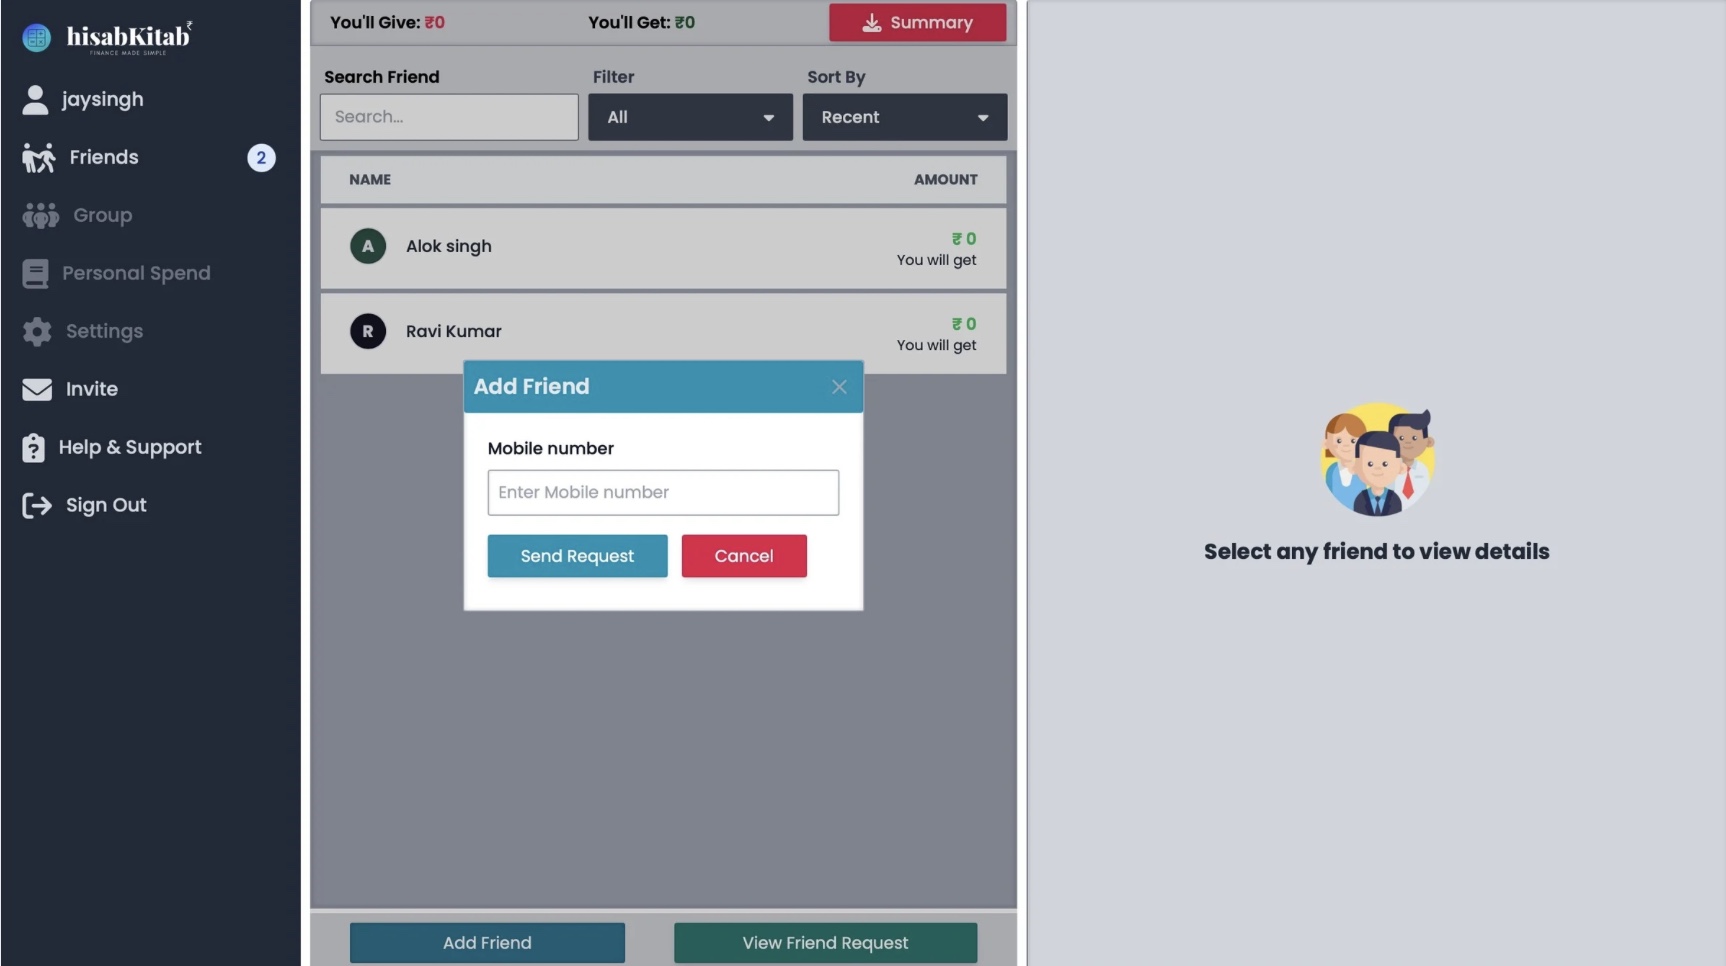 hisabKitab₹
FINANCE MADE SIMPLE
jaysingh
Friends 2
Group
Personal Spend
Settings
Invite
Help & Support
Sign Out
You'll Give: ₹0 You'll Get: ₹0 Summary
Search Friend Filter Sort By
Search... All Recent
NAME AMOUNT
A Alok singh ₹ 0
You will get
R Ravi Kumar ₹ 0
You will get
Add Friend
Mobile number
Enter Mobile number
Send Request Cancel
Add Friend View Friend Request
Select any friend to view details